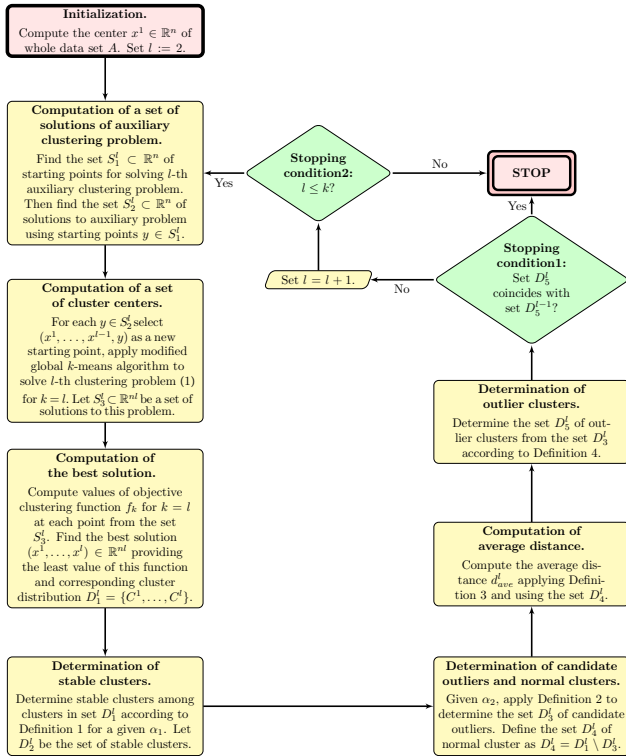 Initialization.
Compute the center x^1 ∈ ℝ^n of
whole data set A. Set l := 2.
Computation of a set of
solutions of auxiliary
clustering problem.
Find the set S_1^l ⊂ ℝ^n of
starting points for solving l-th
auxiliary clustering problem.
Then find the set S_2^l ⊂ ℝ^n of
solutions to auxiliary problem
using starting points y ∈ S_1^l.
Computation of a set
of cluster centers.
For each y ∈ S_2^l select
(x^1, . . . , x^{l−1}, y) as a new
starting point, apply modified
global k-means algorithm to
solve l-th clustering problem (1)
for k = l. Let S_3^l ⊂ ℝ^{nl} be a set of
solutions to this problem.
Computation of
the best solution.
Compute values of objective
clustering function f_k for k = l
at each point from the set
S_3^l. Find the best solution
(x^1, . . . , x^l) ∈ ℝ^{nl} providing
the least value of this function
and corresponding cluster
distribution D_1^l = {C^1, . . . , C^l}.
Determination of
stable clusters.
Determine stable clusters among
clusters in set D_1^l according to
Definition 1 for a given α_1. Let
D_2^l be the set of stable clusters.
Determination of candidate
outliers and normal clusters.
Given α_2, apply Definition 2 to
determine the set D_3^l of candidate
outliers. Define the set D_4^l of
normal cluster as D_4^l = D_1^l \ D_3^l.
Computation of
average distance.
Compute the average dis-
tance d_{ave}^l applying Defini-
tion 3 and using the set D_4^l.
Determination of
outlier clusters.
Determine the set D_5^l of out-
lier clusters from the set D_3^l
according to Definition 4.
Stopping
condition1:
Set D_5^l
coincides with
set D_5^{l−1}?
Yes
STOP
No
Set l = l + 1.
Stopping
condition2:
l ≤ k?
No
Yes